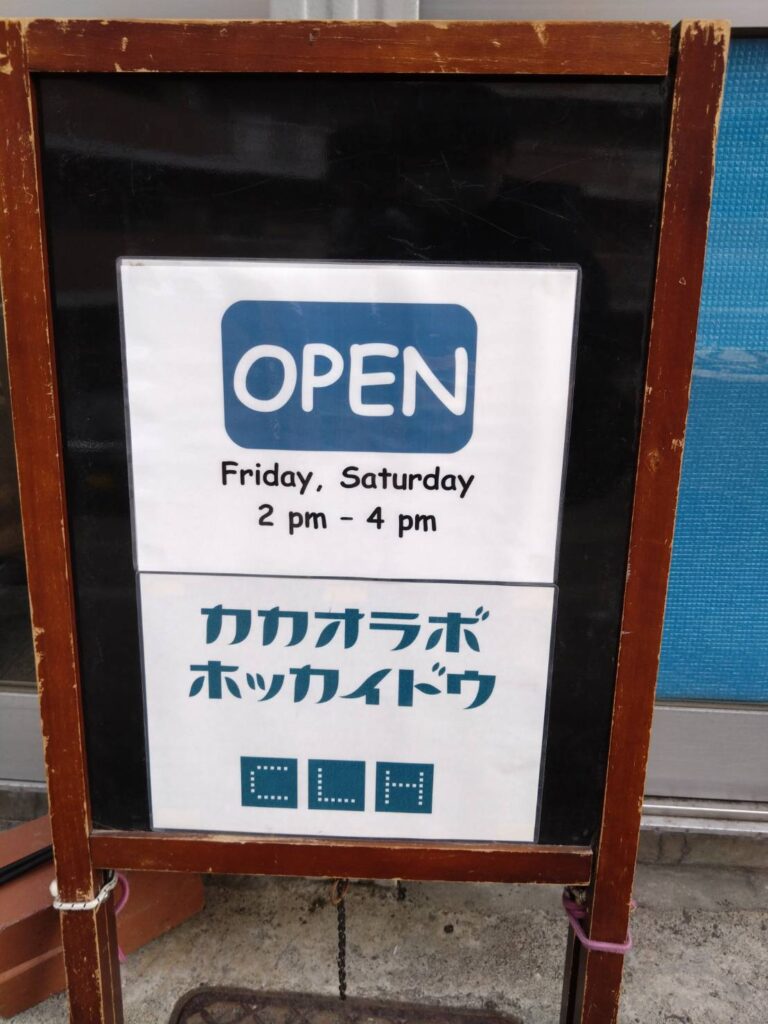 OPEN
Friday, Saturday
2 pm – 4 pm
カカオラボ
ホッカイドウ
CLH